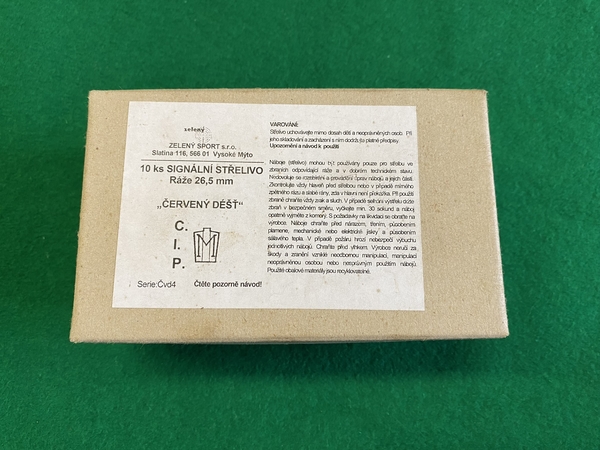 zelený
ZELENÝ SPORT s.r.o.
Slatina 116, 566 01 Vysoké Mýto
10 ks SIGNÁLNÍ STŘELIVO
Ráže 26,5 mm
„ČERVENÝ DÉŠŤ"
C.
I.
P.
Serie:Čvd4
Čtěte pozorně návod!
VAROVÁNÍ:
Střelivo uchovávejte mimo dosah dětí a neoprávněných osob. Při
jeho skladování a zacházení s ním dodržte platné předpisy
Upozornění a návod k použití
Náboje (střelivo) mohou být používány pouze pro střelbu ve
zbraních odpovídající ráže a v dobrém technickém stavu.
Nedovoluje se rozebírání a provádění úprav nábojů a jejich částí.
Zkontrolujte vždy hlaveň před střelbou nebo v případě mírného
zpětného rázu a slabé rány, zda v hlavni není překážka. Při použití
zbraně chraňte vždy zrak a sluch. V případě selhání výstřelu držte
zbraň v bezpečném směru, vyčkejte min. 30 sekund a náboj
opatrně vyjměte z komory. S požadavky na likvidaci se obraťte na
výrobce. Náboje chraňte před nárazem, třením, působením
plamene, mechanické nebo elektrické jiskry a působením
sálavého tepla. V případě požáru hrozí nebezpečí výbuchu
jednotlivých nábojů. Chraňte před vlhkem. Výrobce neručí za
škody a zranění vzniklé neodbornou manipulací, manipulací
neoprávněnou osobou nebo nesprávným použitím nábojů.
Použité obalové materiály jsou recyklovatelné.